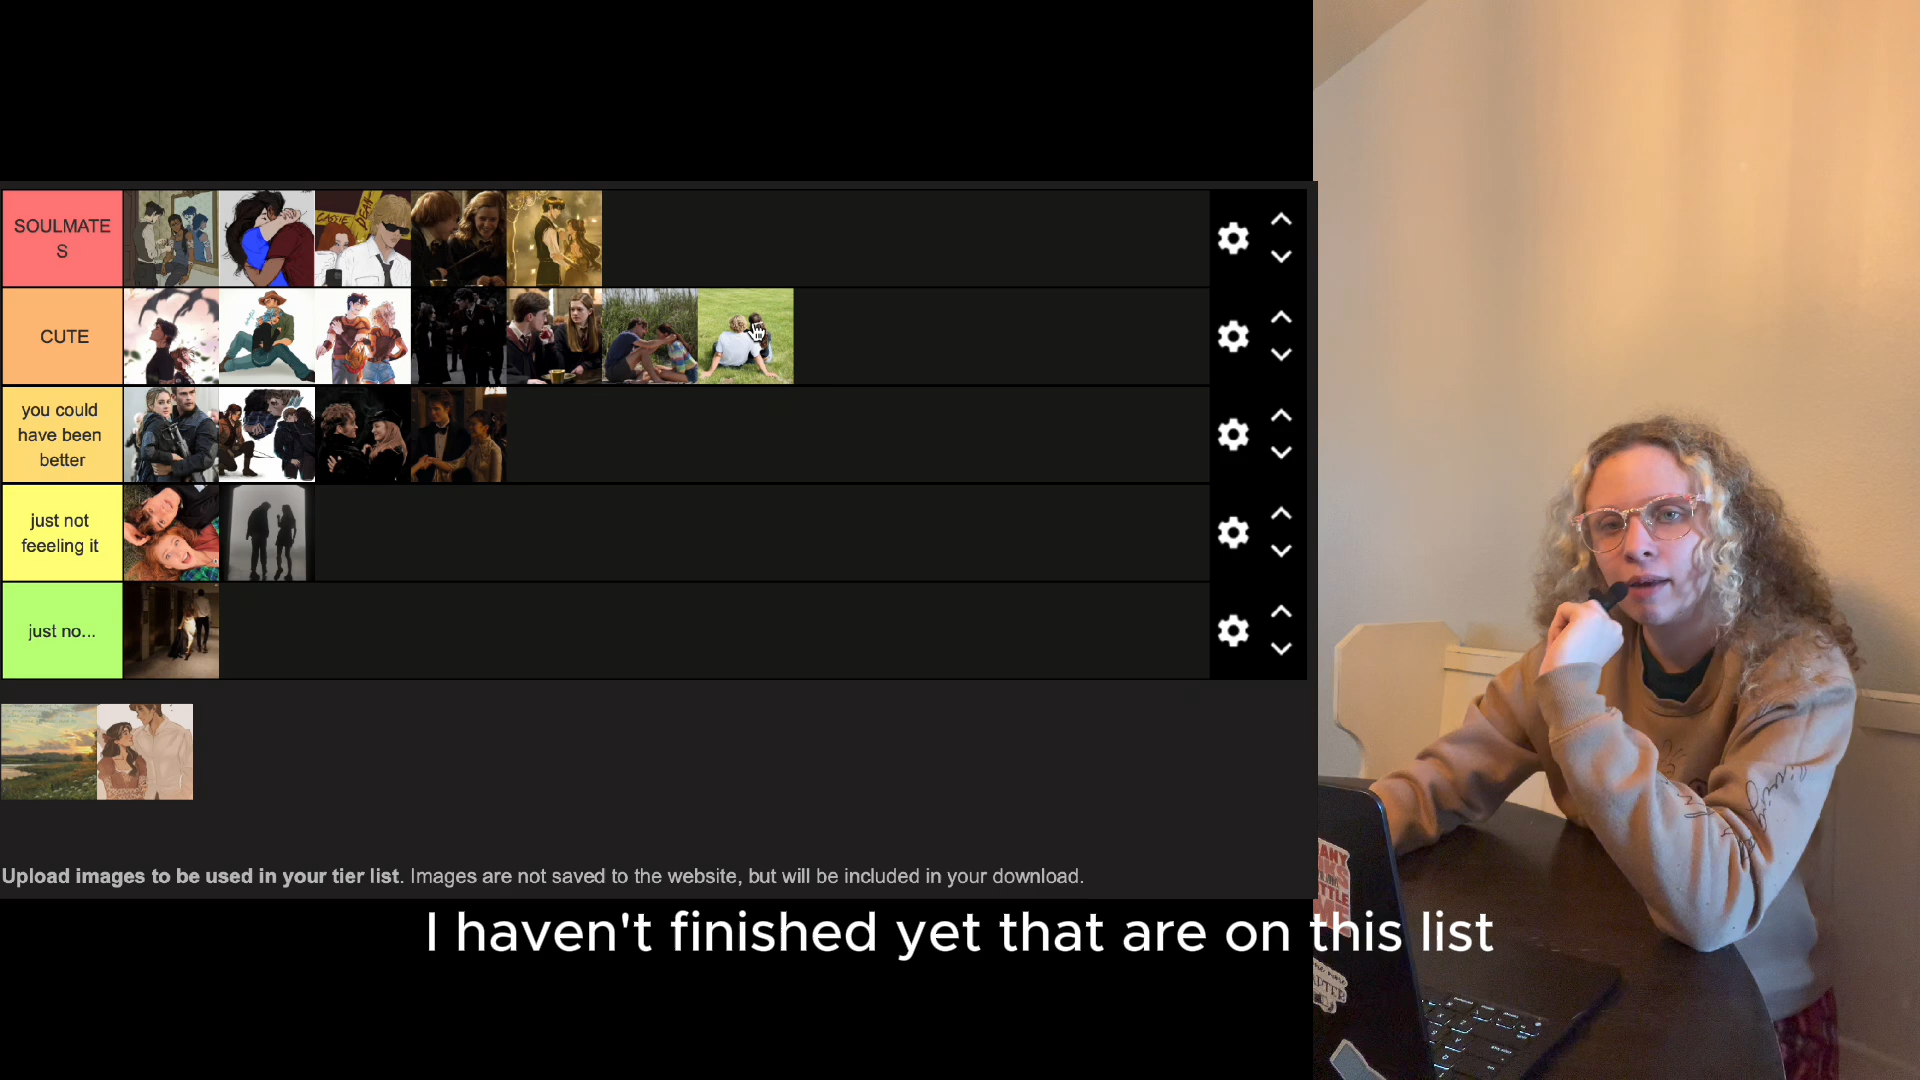 SOULMATE
S
CASSIE
DEAN
CUTE
you could
have been
better
just not
feeeling it
just no...
Upload images to be used in your tier list. Images are not saved to the website, but will be included in your download.
I haven't finished yet that are on this list